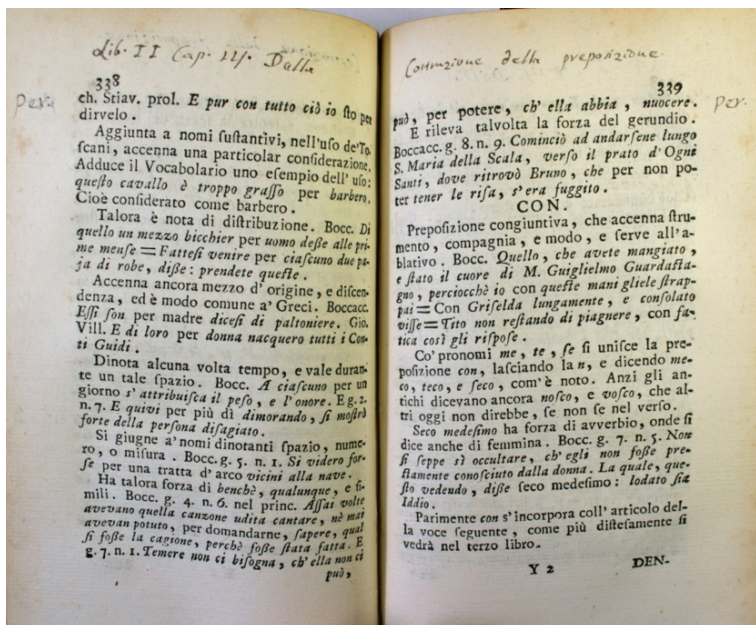 Lib. II Cap. III. Dalla
338
Per.
ch. Stiav. prol. E pur con tutto ciò io ſto per
dirvelo.
Aggiunta a nomi ſuſtantivi, nell'uſo de'To-
ſcani, accenna una particolar conſiderazione.
Adduce il Vocabolario uno eſempio dell'uſo:
queſto cavallo è troppo graſſo per barbero.
Cioè conſiderato come barbero.
Talora è nota di diſtribuzione. Bocc. Di
quello un mezzo bicchier per uomo deße alle pri-
me menſe = Fatteſi venire per ciaſcuno due pa-
ja di robe, diße: prendete queſte.
Accenna ancora mezzo d'origine, e diſcen-
denza, ed è modo comune a' Greci. Boccacc.
Eſſi ſon per madre diceſi di paltoniere. Gio.
Vill. E di loro per donna nacquero tutti i Con-
ti Guidi.
Dinota alcuna volta tempo, e vale duran-
te un tale ſpazio. Bocc. A ciaſcuno per un
giorno s'attribuiſca il peſo, e l'onore. E g. 2.
n. 7. E quivi per più dì dimorando, ſi moſtrò
forte della perſona diſagiato.
Si giugne a'nomi dinotanti ſpazio, nume-
ro, o miſura. Bocc. g. 5. n. 1. Si videro for-
ſe per una tratta d'arco vicini alla nave.
Ha talora forza di benchè, qualunque, e ſi-
mili. Bocc. g. 4. n. 6. nel princ. Aſſai volte
avevano quella canzone udita cantare, nè mai
avevan potuto, per domandarne, ſapere, qual
ſi foße la cagione, perchè foße ſtata fatta. E
g. 7. n. 1. Temere non ci biſogna, ch'ella non ci
può,
Coſtruzione della prepoſizione.
339
Per.
può, per potere, ch'ella abbia, nuocere.
E rileva talvolta la forza del gerundio.
Boccacc. g. 8. n. 9. Cominciò ad andarſene lungo
S. Maria della Scala, verſo il prato d'Ogni
Santi, dove ritrovò Bruno, che per non po-
ter tenere le riſa, s'era fuggito.
CON.
Prepoſizione congiuntiva, che accenna ſtru-
mento, compagnia, e modo, e ſerve all'a-
blativo. Bocc. Quello, che avete mangiato,
è ſtato il cuore di M. Guiglielmo Guardaſta-
gno, perciocchè io con queſte mani gliele ſtrap-
pai = Con Griſelda lungamente, e conſolato
viſſe = Tito non reſtando di piagnere, con fa-
tica così gli riſpoſe.
Co'pronomi me, te, ſe ſi uniſce la pre-
poſizione con, laſciando la n, e dicendo me-
co, teco, e ſeco, com'è noto. Anzi gli an-
tichi dicevano ancora noſco, e voſco, che al-
tri oggi non direbbe, ſe non ſe nel verſo.
Seco medeſimo ha forza di avverbio, onde ſi
dice anche di femmina. Bocc. g. 7. n. 5. Non
ſi ſeppe sì occultare, ch'egli non foße pre-
ſtamente conoſciuto dalla donna. La quale, que-
ſto vedendo, diße ſeco medeſimo: lodato ſia
Iddio.
Parimente con s'incorpora coll'articolo del-
la voce ſeguente, come più diſteſamente ſi
vedrà nel terzo libro.
Y 2 DEN-